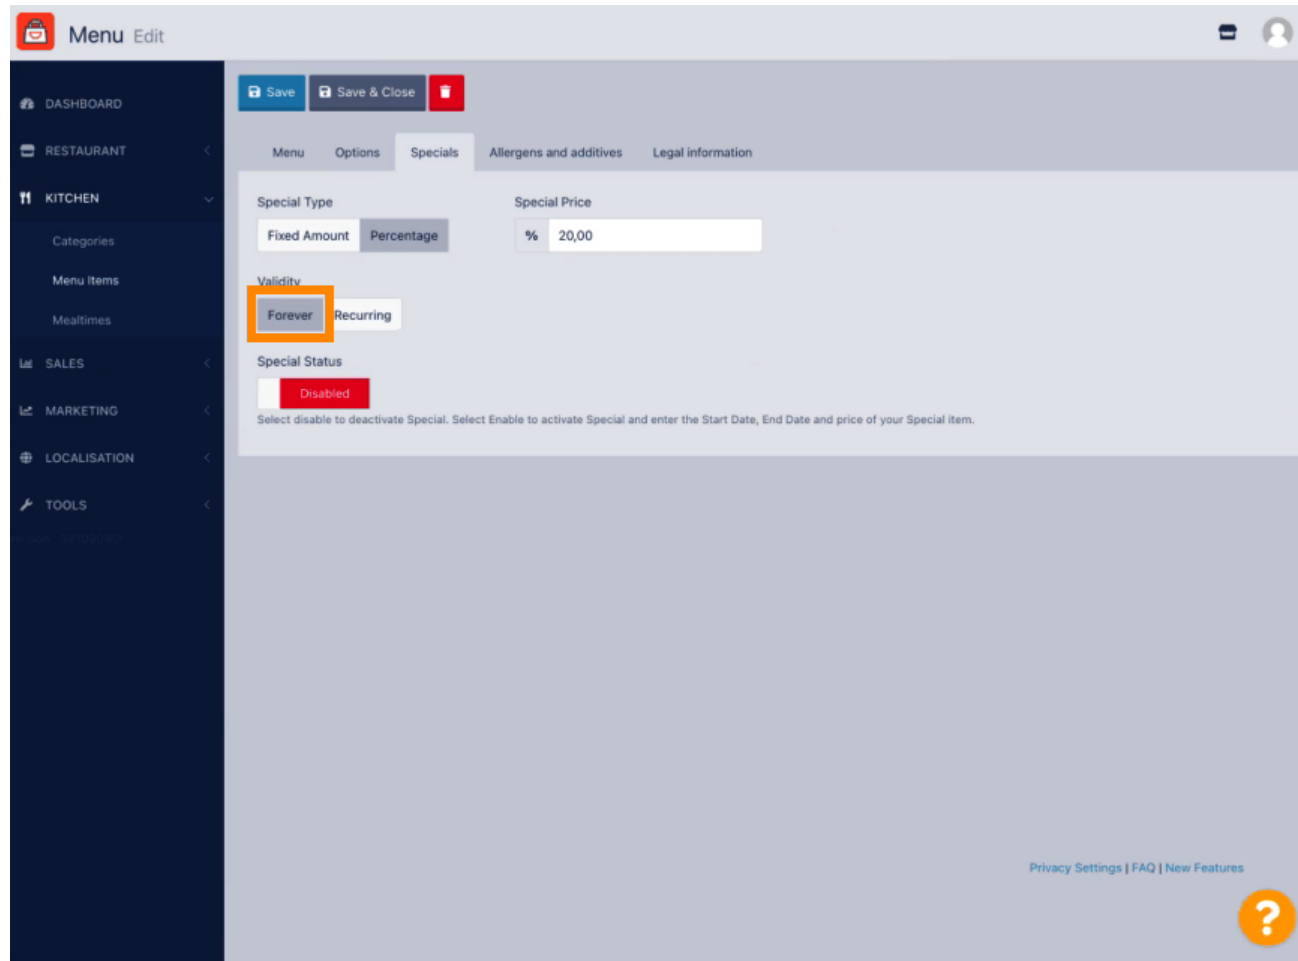 Menu Edit
DASHBOARD
RESTAURANT
KITCHEN
Categories
Menu Items
Mealtimes
SALES
MARKETING
LOCALISATION
TOOLS
Save
Save & Close
Menu
Options
Specials
Allergens and additives
Legal information
Special Type
Special Price
Fixed Amount
Percentage
% 20,00
Validity
Forever
Recurring
Special Status
Disabled
Select disable to deactivate Special. Select Enable to activate Special and enter the Start Date, End Date and price of your Special item.
Privacy Settings | FAQ | New Features
?